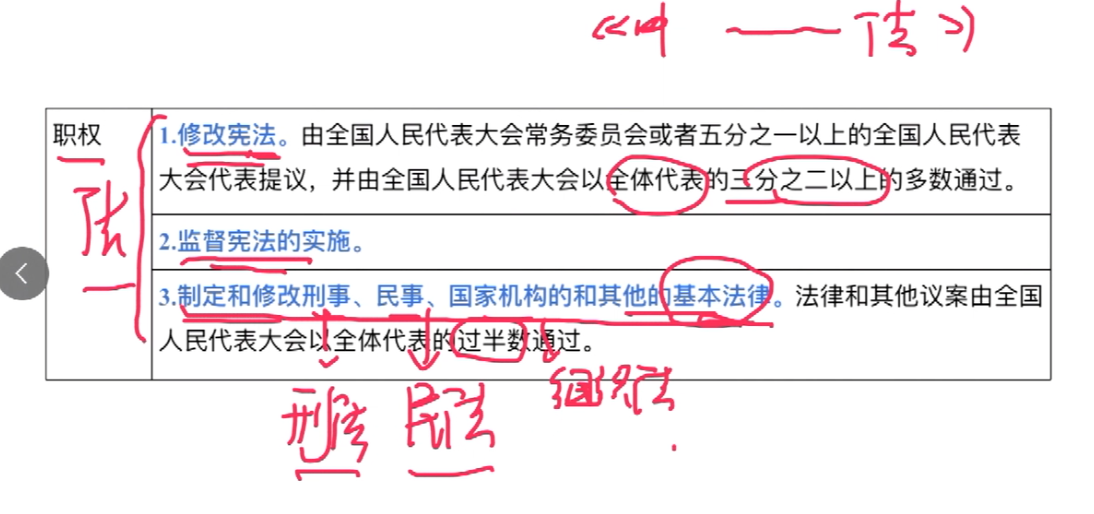 《中——法》
职权
法
1.修改宪法。由全国人民代表大会常务委员会或者五分之一以上的全国人民代表
大会代表提议，并由全国人民代表大会以全体代表的三分之二以上的多数通过。
2.监督宪法的实施。
3.制定和修改刑事、民事、国家机构的和其他的基本法律。法律和其他议案由全国
人民代表大会以全体代表的过半数通过。
刑法 民法 组织法